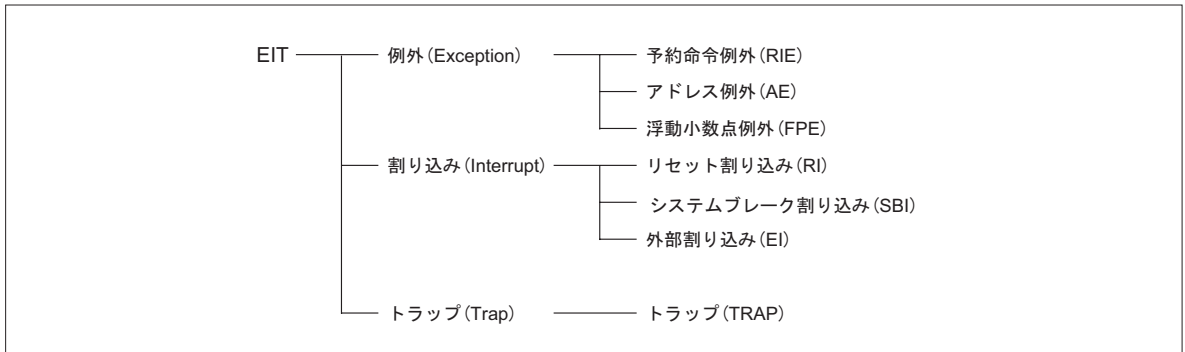 EIT 例外(Exception) 予約命令例外(RIE)
アドレス例外(AE)
浮動小数点例外(FPE)
割り込み(Interrupt) リセット割り込み(RI)
システムブレーク割り込み(SBI)
外部割り込み(EI)
トラップ(Trap) トラップ(TRAP)